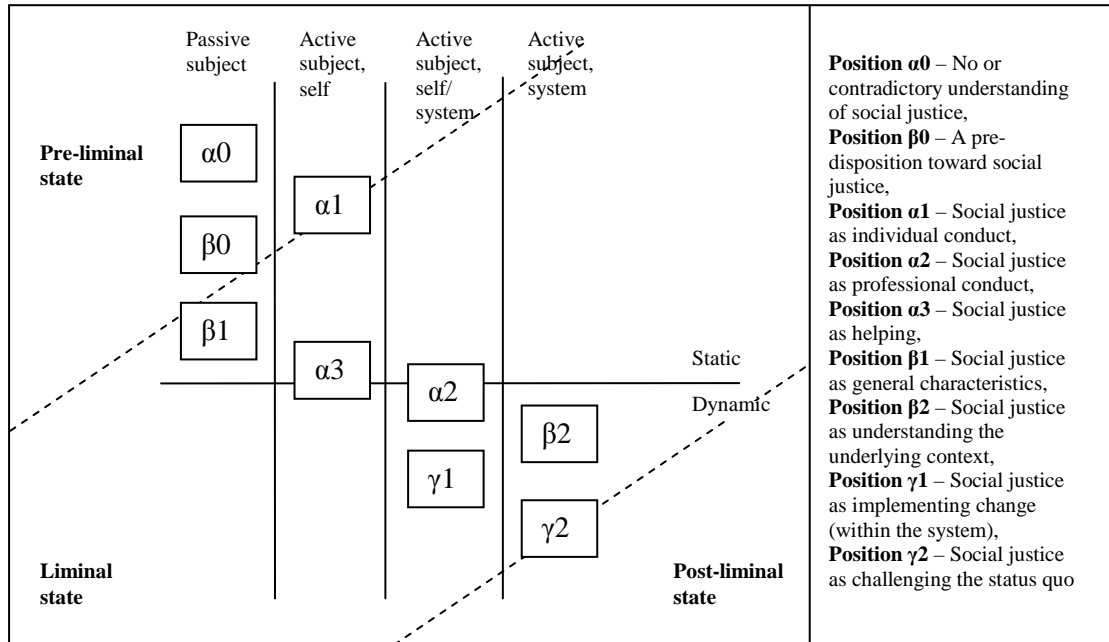 Passive
subject
Active
subject,
self
Active
subject,
self/
system
Active
subject,
system
Pre-liminal
state
α0
α1
β0
β1
α3
α2
Static
Dynamic
β2
γ1
γ2
Liminal
state
Post-liminal
state
Position α0 – No or
contradictory understanding
of social justice,
Position β0 – A pre-
disposition toward social
justice,
Position α1 – Social justice
as individual conduct,
Position α2 – Social justice
as professional conduct,
Position α3 – Social justice
as helping,
Position β1 – Social justice
as general characteristics,
Position β2 – Social justice
as understanding the
underlying context,
Position γ1 – Social justice
as implementing change
(within the system),
Position γ2 – Social justice
as challenging the status quo